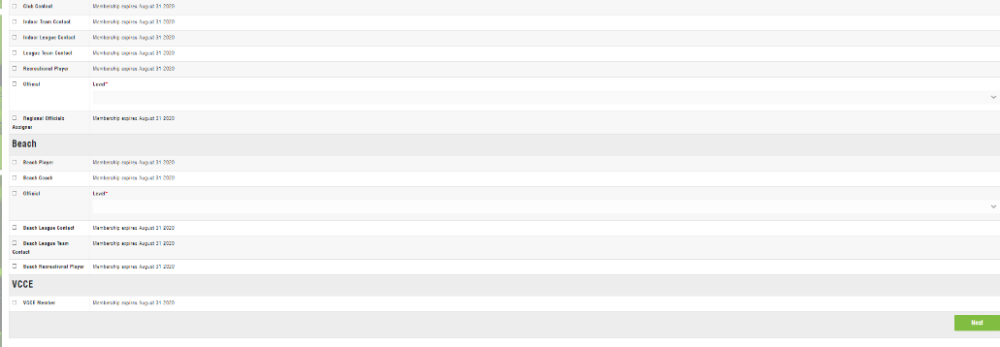 Club Contact Membership expires August 31 2020
Indoor Team Contact Membership expires August 31 2020
Indoor League Contact Membership expires August 31 2020
League Team Contact Membership expires August 31 2020
Recreational Player Membership expires August 31 2020
Official Level*
Regional Officials Membership expires August 31 2020
Assigner
Beach
Beach Player Membership expires August 31 2020
Beach Coach Membership expires August 31 2020
Official Level*
Beach League Contact Membership expires August 31 2020
Beach League Team Membership expires August 31 2020
Contact
Beach Recreational Player Membership expires August 31 2020
VCCE
VCCE Member Membership expires August 31 2020
Next